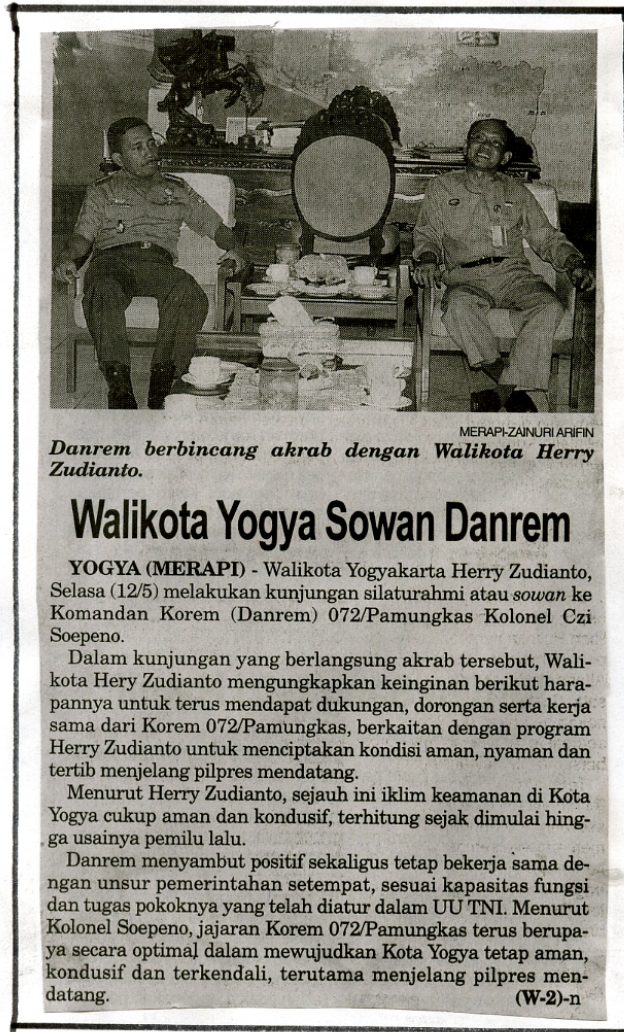 MERAPI-ZAINURI ARIFIN
Danrem berbincang akrab dengan Walikota Herry
Zudianto.
Walikota Yogya Sowan Danrem
YOGYA (MERAPI) - Walikota Yogyakarta Herry Zudianto,
Selasa (12/5) melakukan kunjungan silaturahmi atau sowan ke
Komandan Korem (Danrem) 072/Pamungkas Kolonel Czi
Soepeno.
Dalam kunjungan yang berlangsung akrab tersebut, Wali-
kota Hery Zudianto mengungkapkan keinginan berikut hara-
pannya untuk terus mendapat dukungan, dorongan serta kerja
sama dari Korem 072/Pamungkas, berkaitan dengan program
Herry Zudianto untuk menciptakan kondisi aman, nyaman dan
tertib menjelang pilpres mendatang.
Menurut Herry Zudianto, sejauh ini iklim keamanan di Kota
Yogya cukup aman dan kondusif, terhitung sejak dimulai hing-
ga usainya pemilu lalu.
Danrem menyambut positif sekaligus tetap bekerja sama de-
ngan unsur pemerintahan setempat, sesuai kapasitas fungsi
dan tugas pokoknya yang telah diatur dalam UU TNI. Menurut
Kolonel Soepeno, jajaran Korem 072/Pamungkas terus berupa-
ya secara optimal dalam mewujudkan Kota Yogya tetap aman,
kondusif dan terkendali, terutama menjelang pilpres men-
datang. (W-2)-n